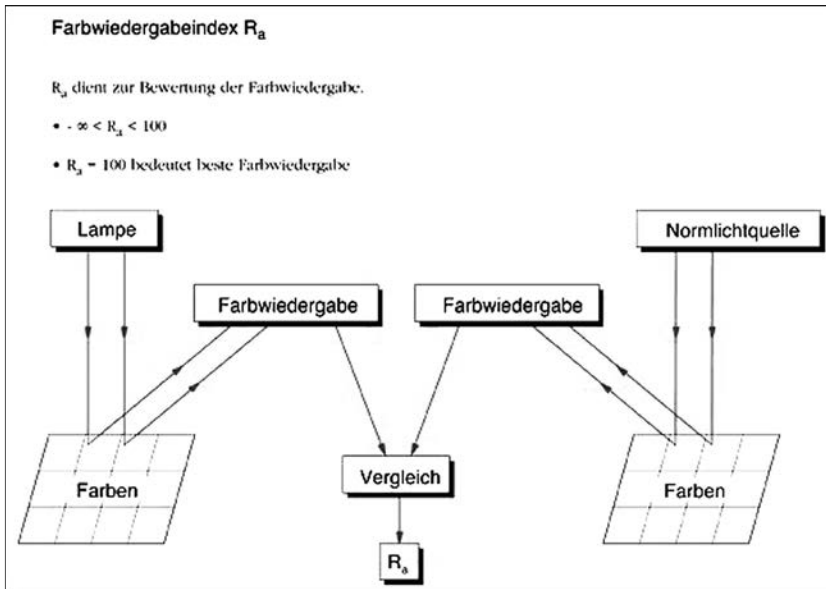 Farbwiedergabeindex Ra
Ra dient zur Bewertung der Farbwiedergabe.
• - ∞ < Ra < 100
• Ra = 100 bedeutet beste Farbwiedergabe
Lampe
Normlichtquelle
Farbwiedergabe
Farbwiedergabe
Farben
Vergleich
Farben
Ra